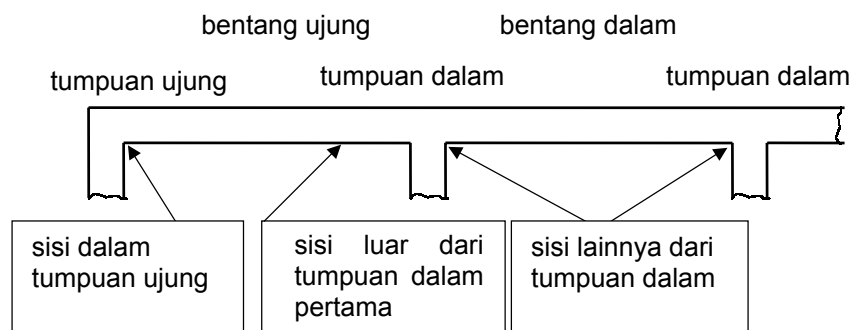 bentang ujung bentang dalam
tumpuan ujung tumpuan dalam tumpuan dalam
sisi dalam
tumpuan ujung
sisi luar dari
tumpuan dalam
pertama
sisi lainnya dari
tumpuan dalam